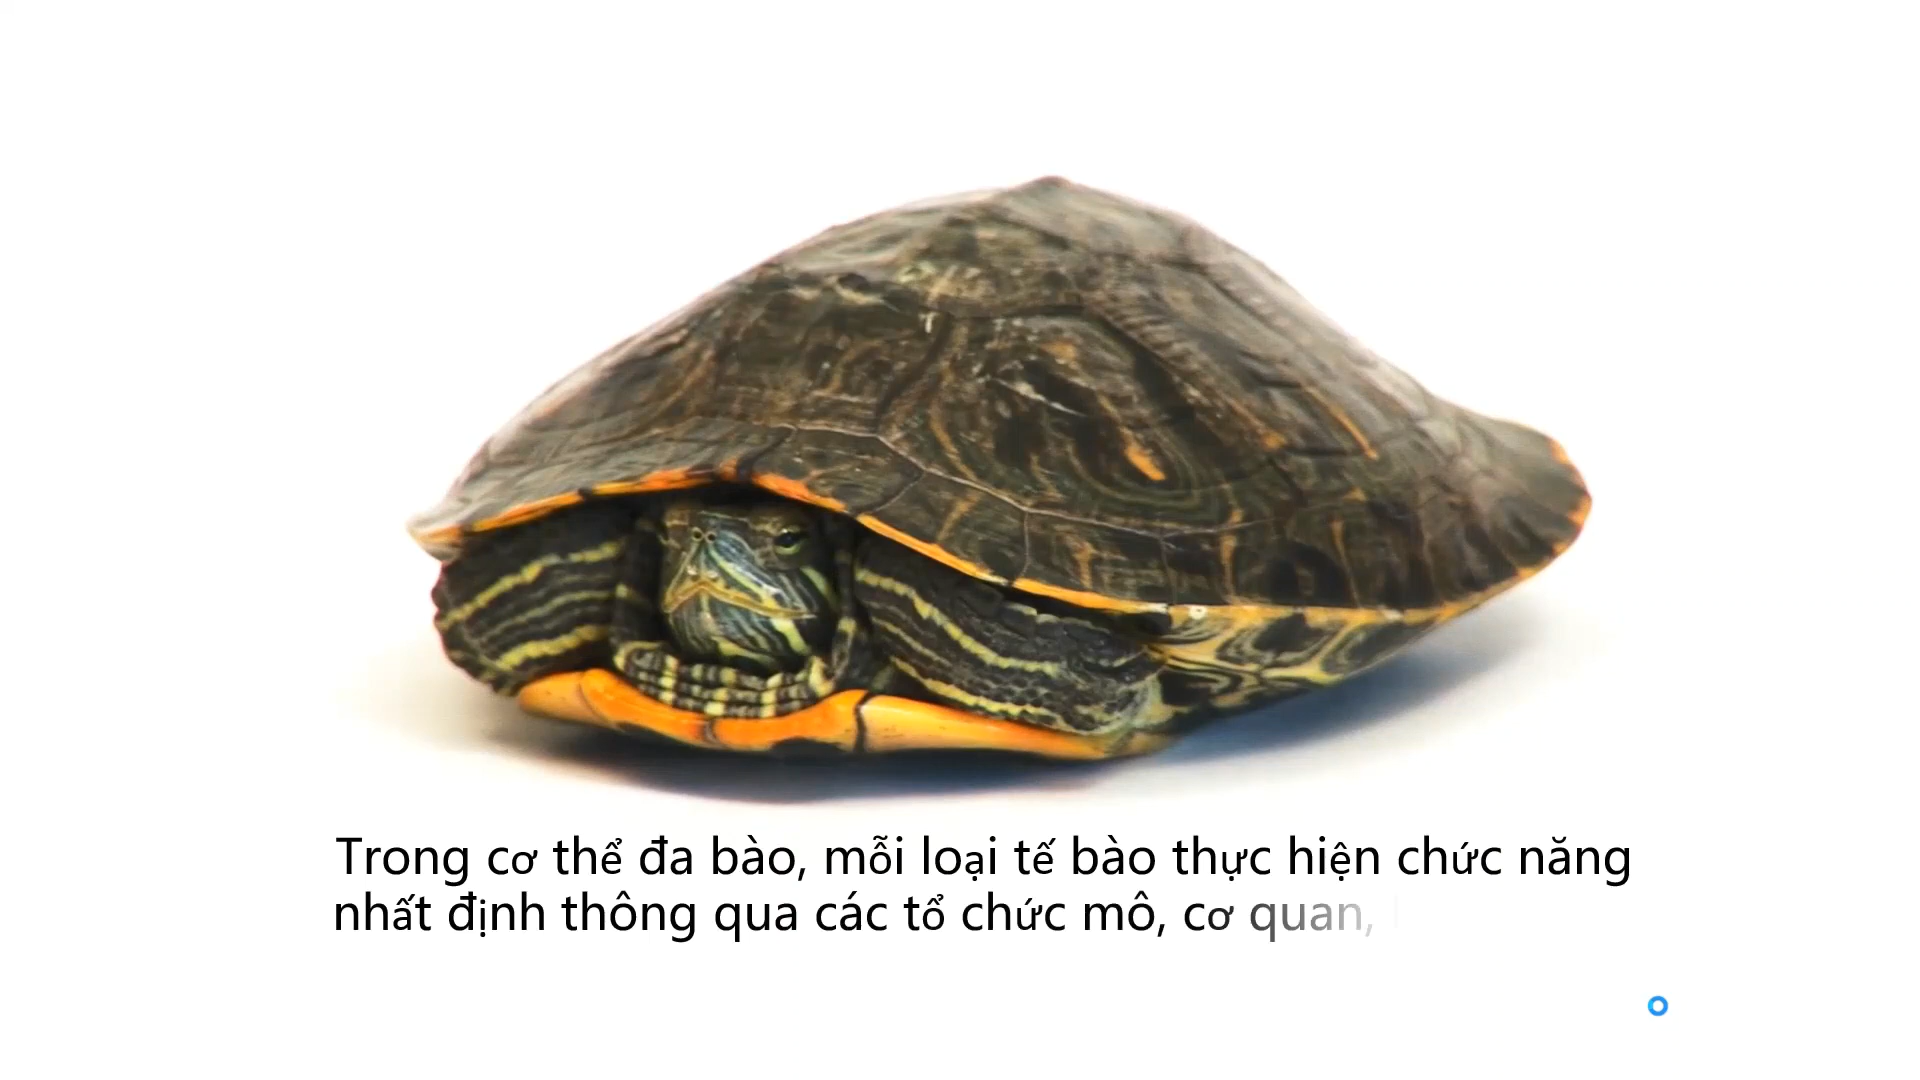 Trong cơ thể đa bào, mỗi loại tế bào thực hiện chức năng
nhất định thông qua các tổ chức mô, cơ quan,